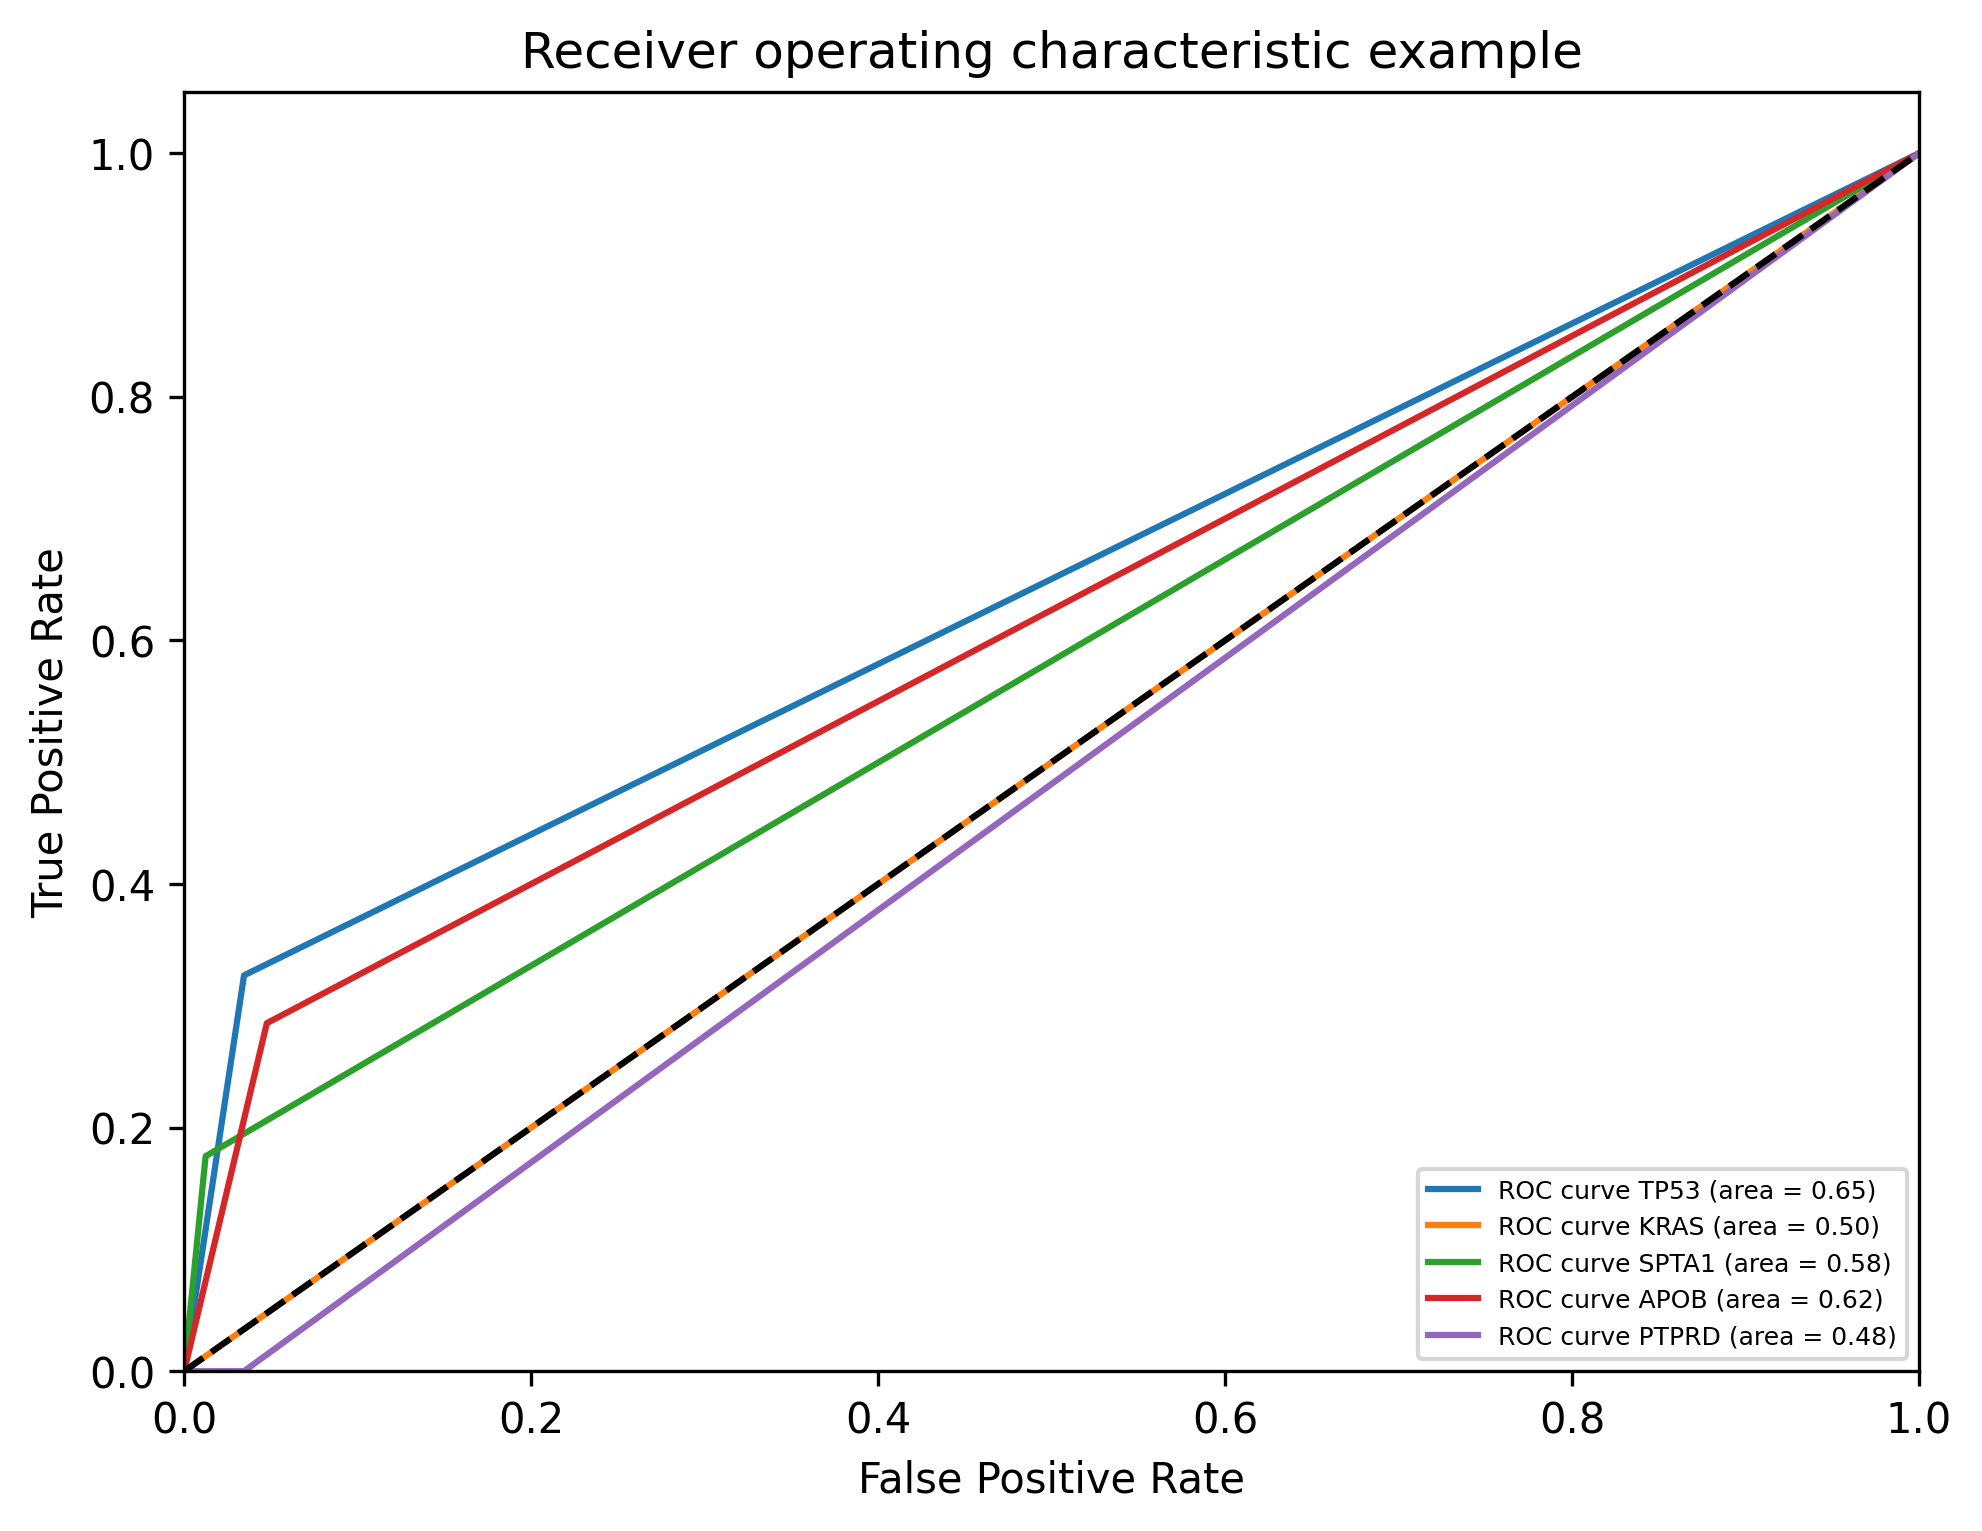 Receiver operating characteristic example
1.0
0.8
0.6
0.4
0.2
0.0
True Positive Rate
0.0 0.2 0.4 0.6 0.8 1.0
False Positive Rate
ROC curve TP53 (area = 0.65)
ROC curve KRAS (area = 0.50)
ROC curve SPTA1 (area = 0.58)
ROC curve APOB (area = 0.62)
ROC curve PTPRD (area = 0.48)